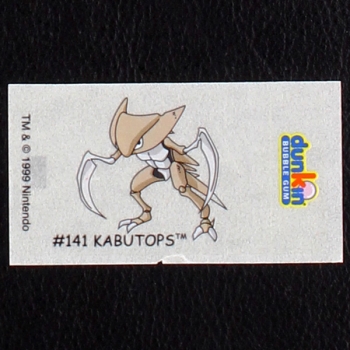 TM & © 1999 Nintendo
#141 KABUTOPS™
dunkin
BUBBLE GUM